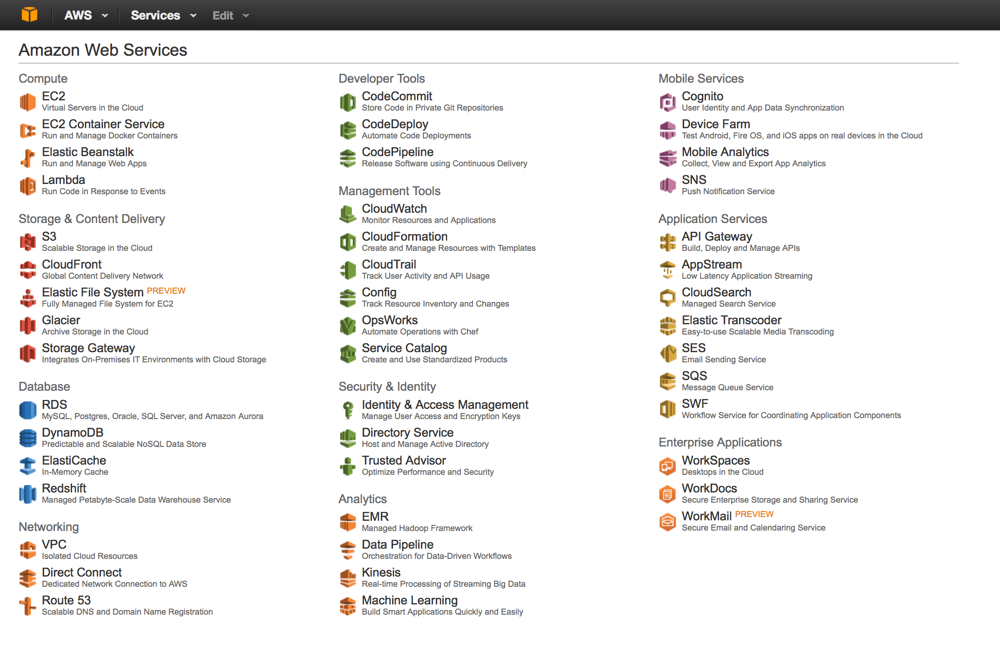 AWS
Services
Edit
Amazon Web Services
Compute
EC2
Virtual Servers in the Cloud
EC2 Container Service
Run and Manage Docker Containers
Elastic Beanstalk
Run and Manage Web Apps
Lambda
Run Code in Response to Events
Storage & Content Delivery
S3
Scalable Storage in the Cloud
CloudFront
Global Content Delivery Network
Elastic File System PREVIEW
Fully Managed File System for EC2
Glacier
Archive Storage in the Cloud
Storage Gateway
Integrates On-Premises IT Environments with Cloud Storage
Database
RDS
MySQL, Postgres, Oracle, SQL Server, and Amazon Aurora
DynamoDB
Predictable and Scalable NoSQL Data Store
ElastiCache
In-Memory Cache
Redshift
Managed Petabyte-Scale Data Warehouse Service
Networking
VPC
Isolated Cloud Resources
Direct Connect
Dedicated Network Connection to AWS
Route 53
Scalable DNS and Domain Name Registration
Developer Tools
CodeCommit
Store Code in Private Git Repositories
CodeDeploy
Automate Code Deployments
CodePipeline
Release Software using Continuous Delivery
Management Tools
CloudWatch
Monitor Resources and Applications
CloudFormation
Create and Manage Resources with Templates
CloudTrail
Track User Activity and API Usage
Config
Track Resource Inventory and Changes
OpsWorks
Automate Operations with Chef
Service Catalog
Create and Use Standardized Products
Security & Identity
Identity & Access Management
Manage User Access and Encryption Keys
Directory Service
Host and Manage Active Directory
Trusted Advisor
Optimize Performance and Security
Analytics
EMR
Managed Hadoop Framework
Data Pipeline
Orchestration for Data-Driven Workflows
Kinesis
Real-time Processing of Streaming Big Data
Machine Learning
Build Smart Applications Quickly and Easily
Mobile Services
Cognito
User Identity and App Data Synchronization
Device Farm
Test Android, Fire OS, and iOS apps on real devices in the Cloud
Mobile Analytics
Collect, View and Export App Analytics
SNS
Push Notification Service
Application Services
API Gateway
Build, Deploy and Manage APIs
AppStream
Low Latency Application Streaming
CloudSearch
Managed Search Service
Elastic Transcoder
Easy-to-use Scalable Media Transcoding
SES
Email Sending Service
SQS
Message Queue Service
SWF
Workflow Service for Coordinating Application Components
Enterprise Applications
WorkSpaces
Desktops in the Cloud
WorkDocs
Secure Enterprise Storage and Sharing Service
WorkMail PREVIEW
Secure Email and Calendaring Service